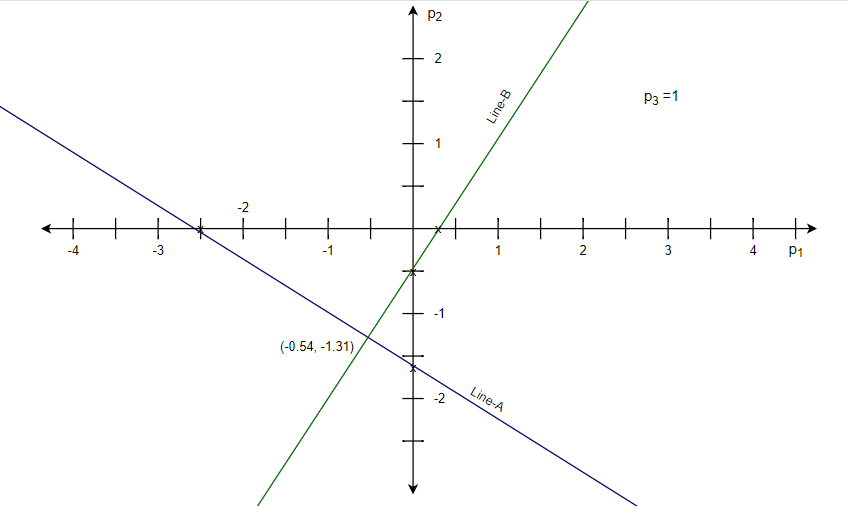 p2
2
Line-B
p3 =1
1
-2
-4
-3
-1
1
2
3
4
p1
-1
(-0.54, -1.31)
Line-A
-2